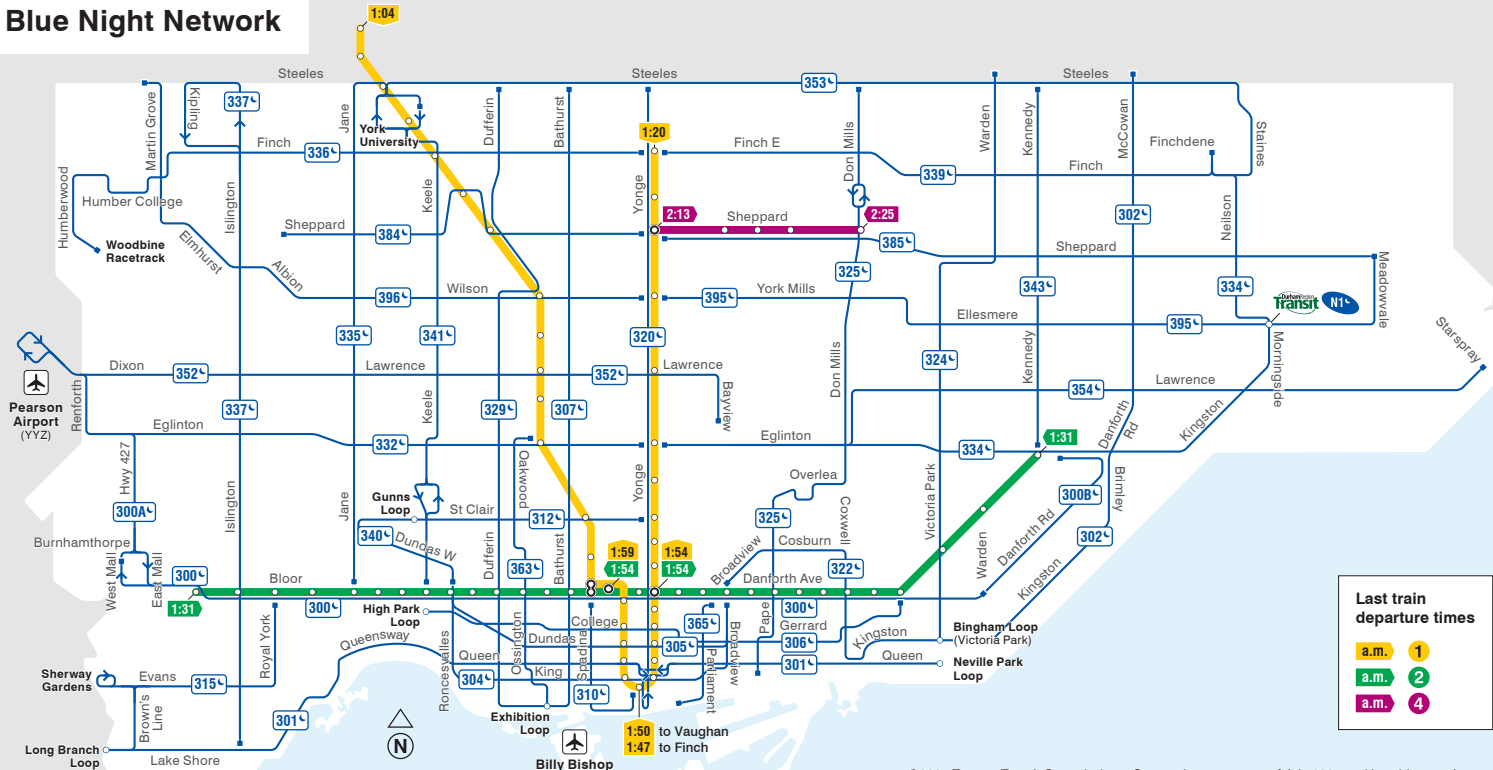 Blue Night Network
1:04
Steeles
Steeles
353
Steeles
Martin Grove
Kipling
337
Jane
York
University
Dufferin
Bathurst
1:20
Don Mills
Warden
Kennedy
McCowan
Finchdene
Staines
Finch
336
Finch E
339
Finch
Humberwood
Humber College
Islington
Keele
Yonge
302
Neilson
Sheppard
384
2:13
Sheppard
2:25
385
Sheppard
Woodbine
Racetrack
Elmhurst
Albion
396
Wilson
395
York Mills
325
343
334
Durham Region
Transit
N1
Meadowvale
Ellesmere
395
Starspray
335
341
320
324
Kennedy
Morningside
Pearson
Airport
(YYZ)
Dixon
352
Lawrence
352
Lawrence
Bayview
Don Mills
354
Lawrence
Renforth
337
Keele
329
307
Danforth
Rd
Kingston
Eglinton
332
Eglinton
334
1:31
Hwy 427
Islington
Jane
Oakwood
Yonge
Overlea
Victoria Park
Brimley
300A
Gunns
Loop
St Clair
312
325
Coxwell
300B
Burnhamthorpe
340
Dundas W
Dufferin
Bathurst
1:59
1:54
1:54
1:54
Broadview
Cosburn
Warden
Danforth Rd
302
West Mall
East Mall
300
Bloor
363
Danforth Ave
322
Kingston
1:31
300
High Park
Loop
College
365
Pape
300
Gerrard
Bingham Loop
(Victoria Park)
Royal York
Queensway
Dundas
305
306
Kingston
Roncesvalles
Queen
Ossington
Spadina
Parliament
Broadview
301
Queen
Neville Park
Loop
Sherway
Gardens
Evans
315
304
King
310
Brown's
Line
301
Exhibition
Loop
N
1:50 to Vaughan
1:47 to Finch
Long Branch
Loop
Lake Shore
Billy Bishop
Last train
departure times
a.m. 1
a.m. 2
a.m. 4